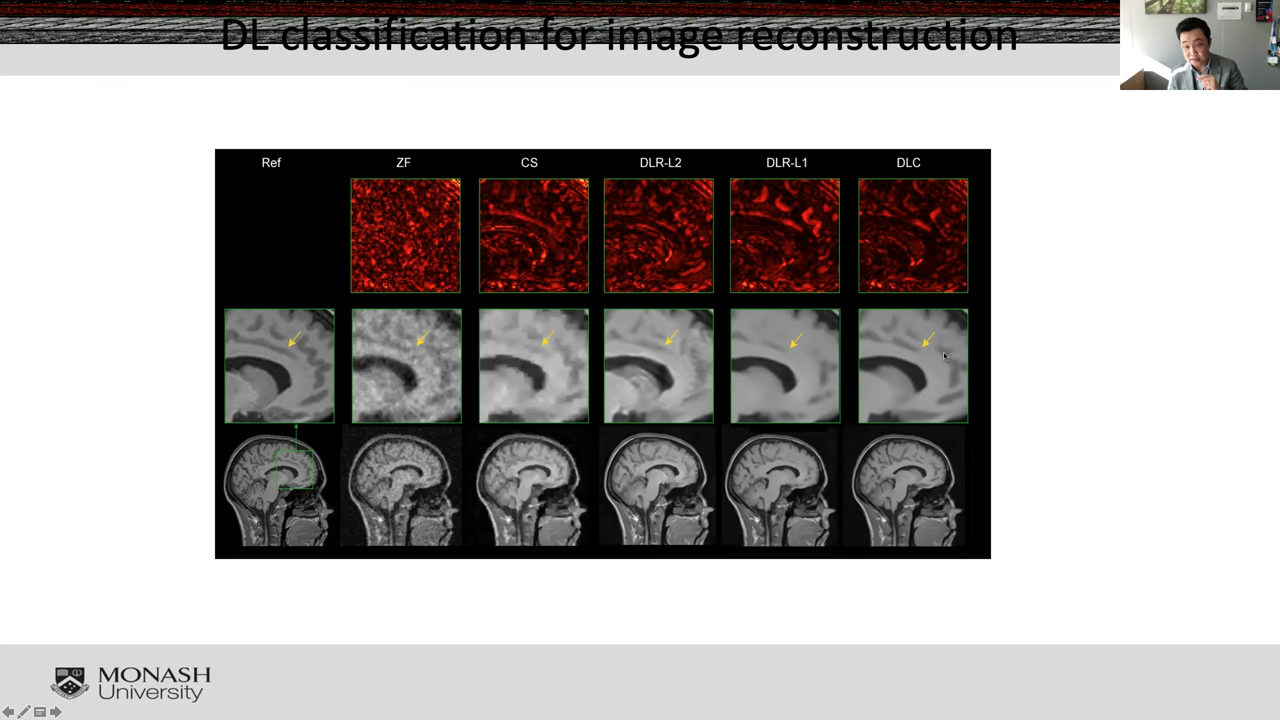 DL classification for image reconstruction
Ref ZF CS DLR-L2 DLR-L1 DLC
MONASH
University